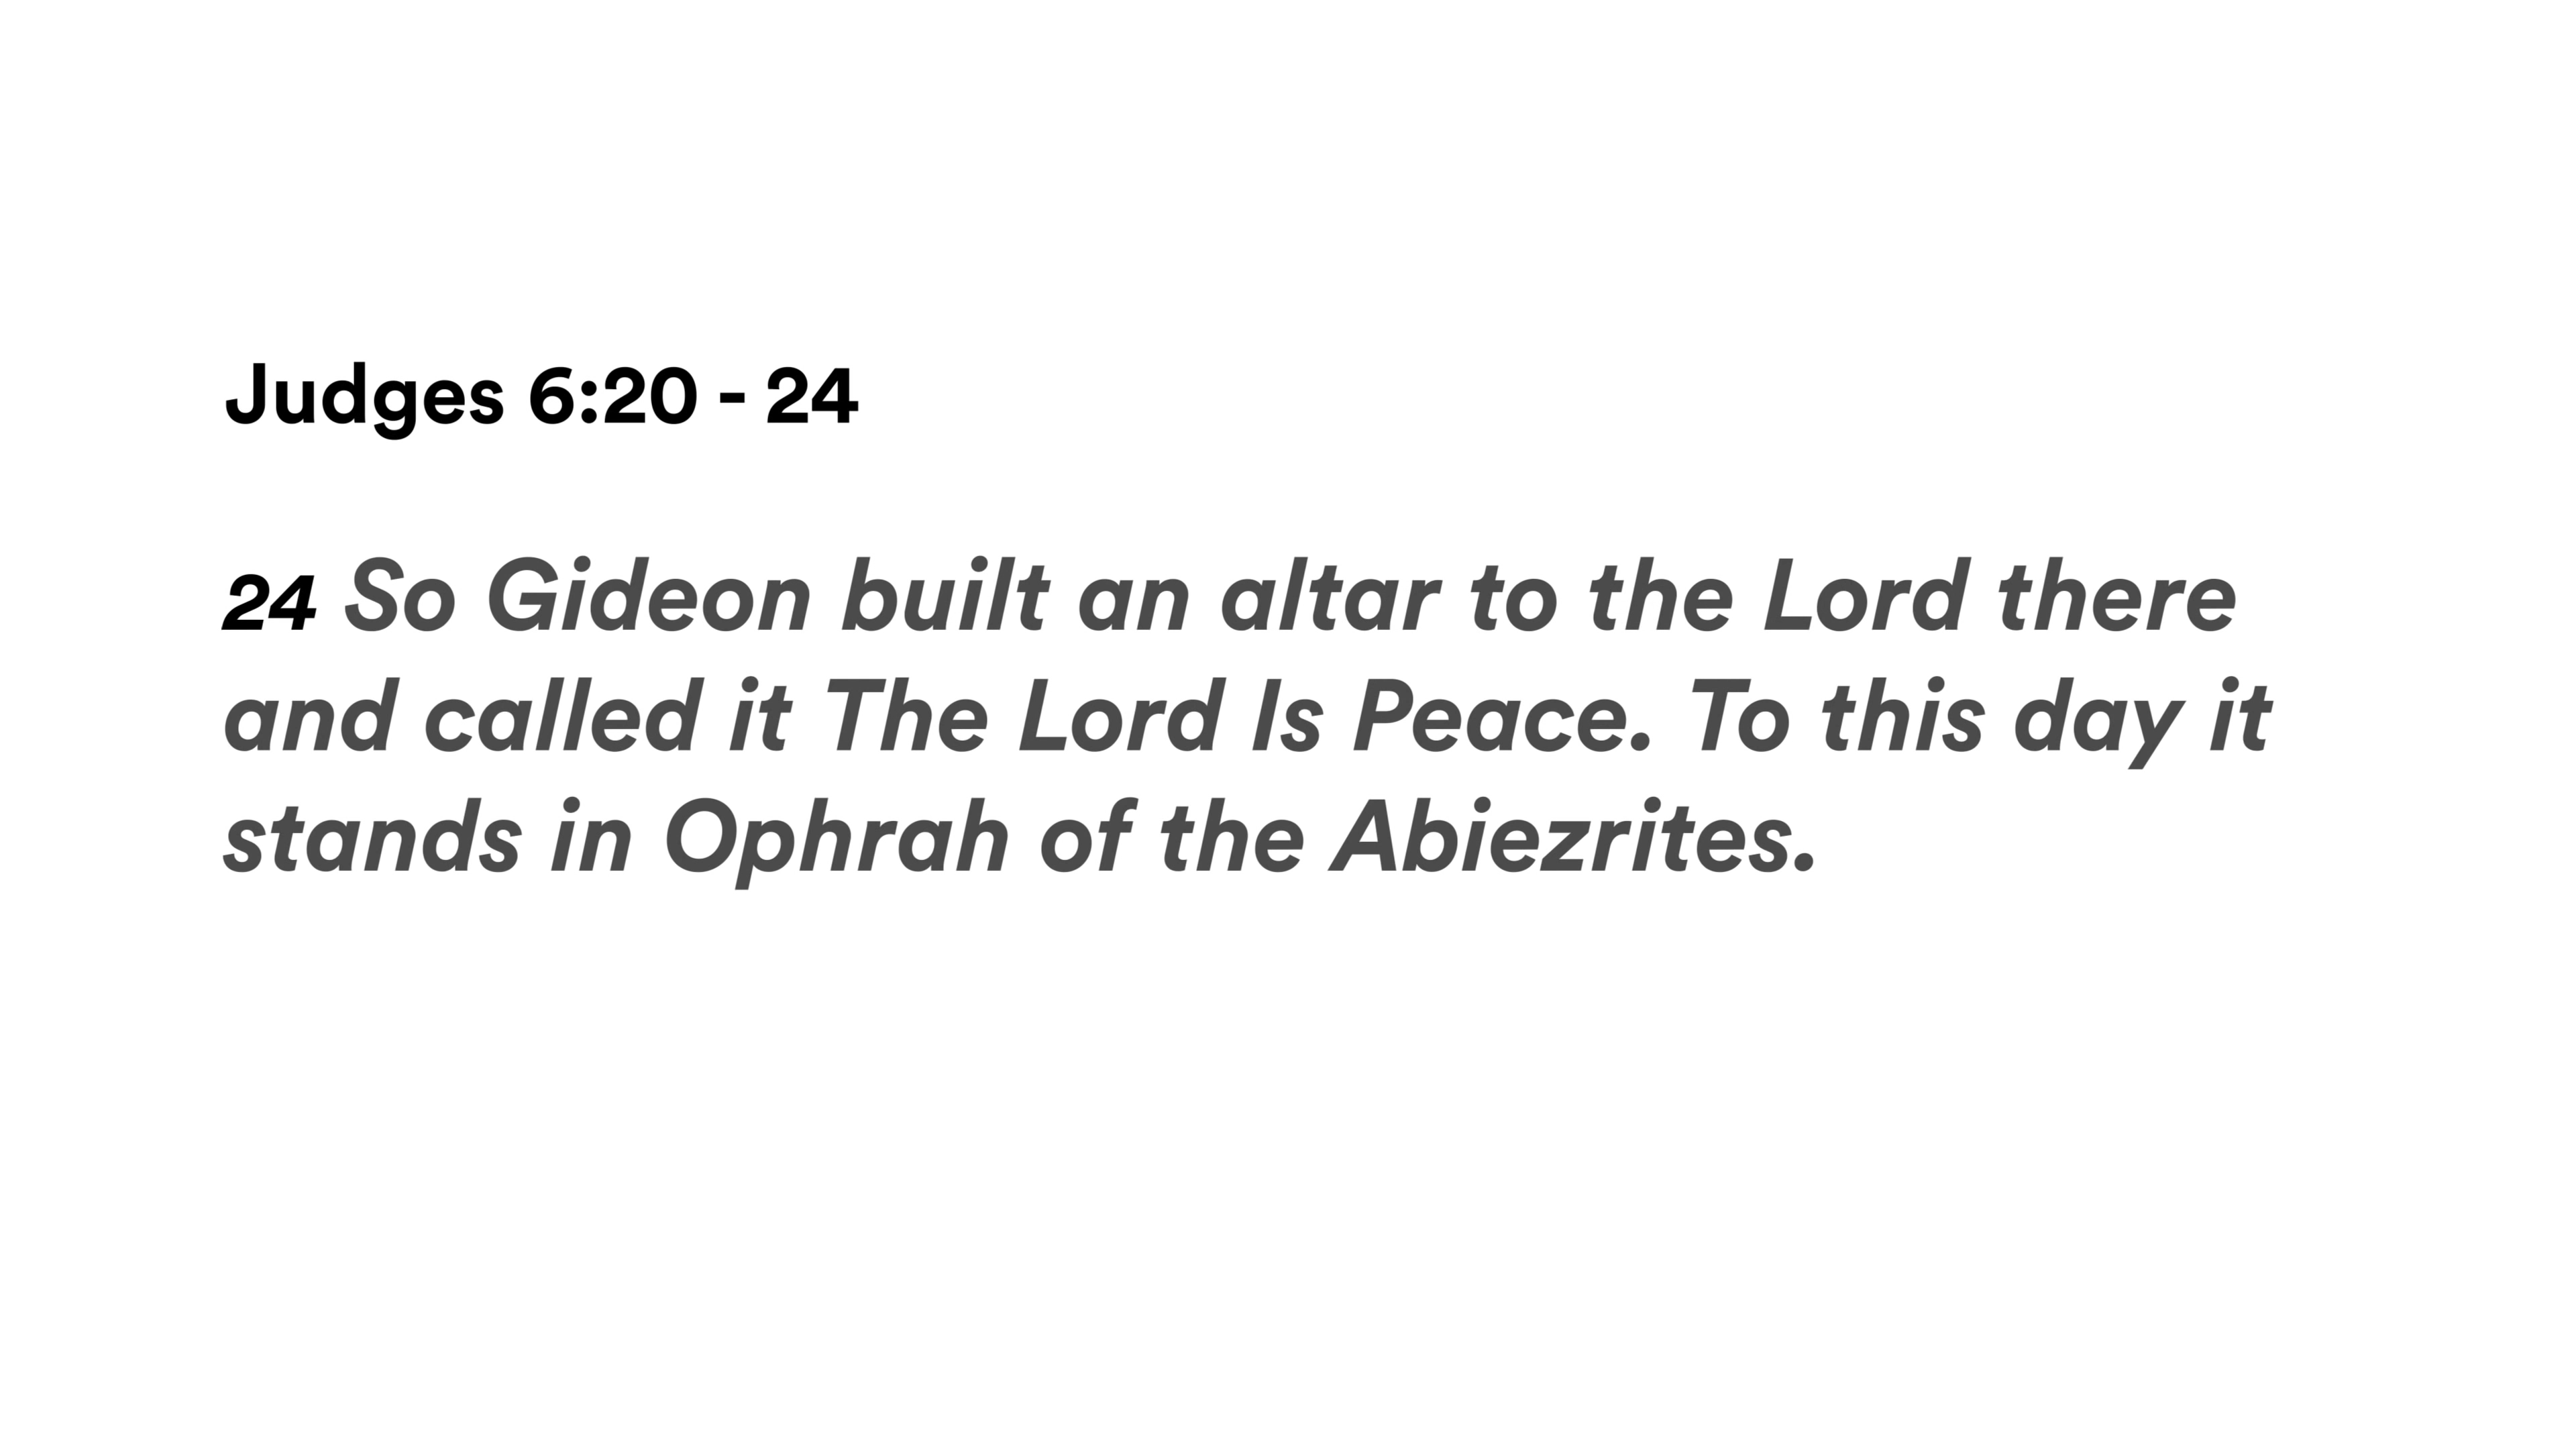 Judges 6:20 - 24
24 So Gideon built an altar to the Lord there
and called it The Lord Is Peace. To this day it
stands in Ophrah of the Abiezrites.